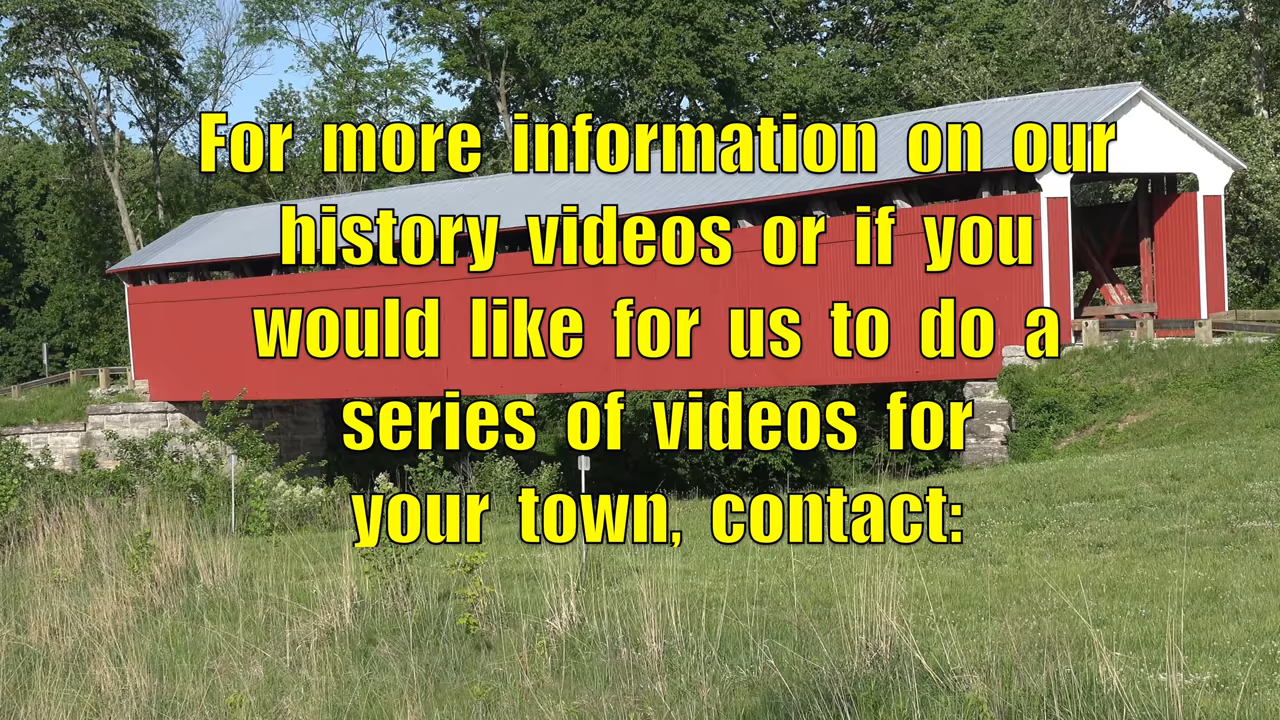 For more information on our
history videos or if you
would like for us to do a
series of videos for
your town, contact: